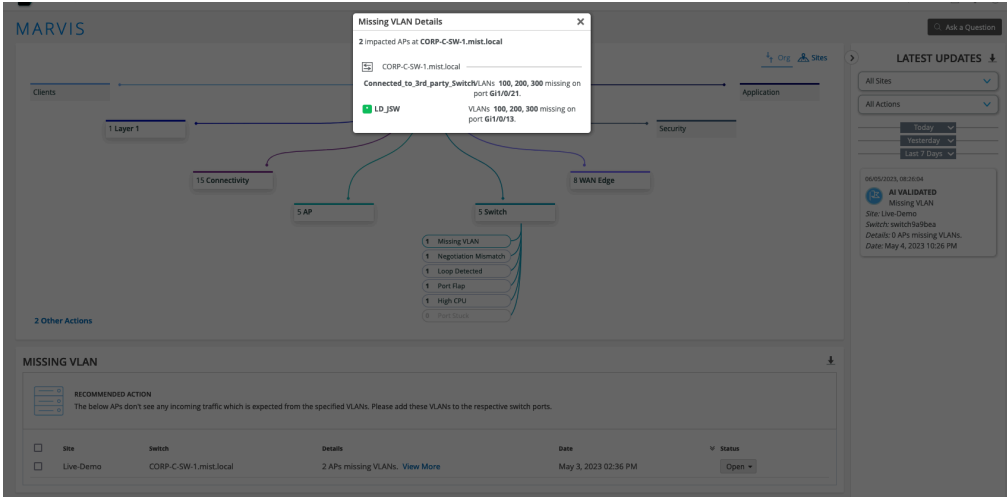 MARVIS
Ask a Question
Missing VLAN Details
2 impacted APs at CORP-C-SW-1.mist.local
CORP-C-SW-1.mist.local
Connected_to_3rd_party_Switch VLANs 100, 200, 300 missing on
port Gi1/0/21.
LD_JSW VLANs 100, 200, 300 missing on
port Gi1/0/13.
Org Sites
Clients
Application
1 Layer 1
Security
15 Connectivity
8 WAN Edge
5 AP
5 Switch
1 Missing VLAN
1 Negotiation Mismatch
1 Loop Detected
1 Port Flap
1 High CPU
0 Port Stuck
2 Other Actions
LATEST UPDATES
All Sites
All Actions
Today
Yesterday
Last 7 Days
AI VALIDATED
Missing VLAN
Site: Live-Demo
Switch: switch9a9bea
Details: 0 APs missing VLANs.
Date: May 4, 2023 10:26 PM
MISSING VLAN
RECOMMENDED ACTION
The below APs don't see any incoming traffic which is expected from the specified VLANs. Please add these VLANs to the respective switch ports.
Site Switch Details Date Status
Live-Demo CORP-C-SW-1.mist.local 2 APs missing VLANs. View More May 3, 2023 02:36 PM Open